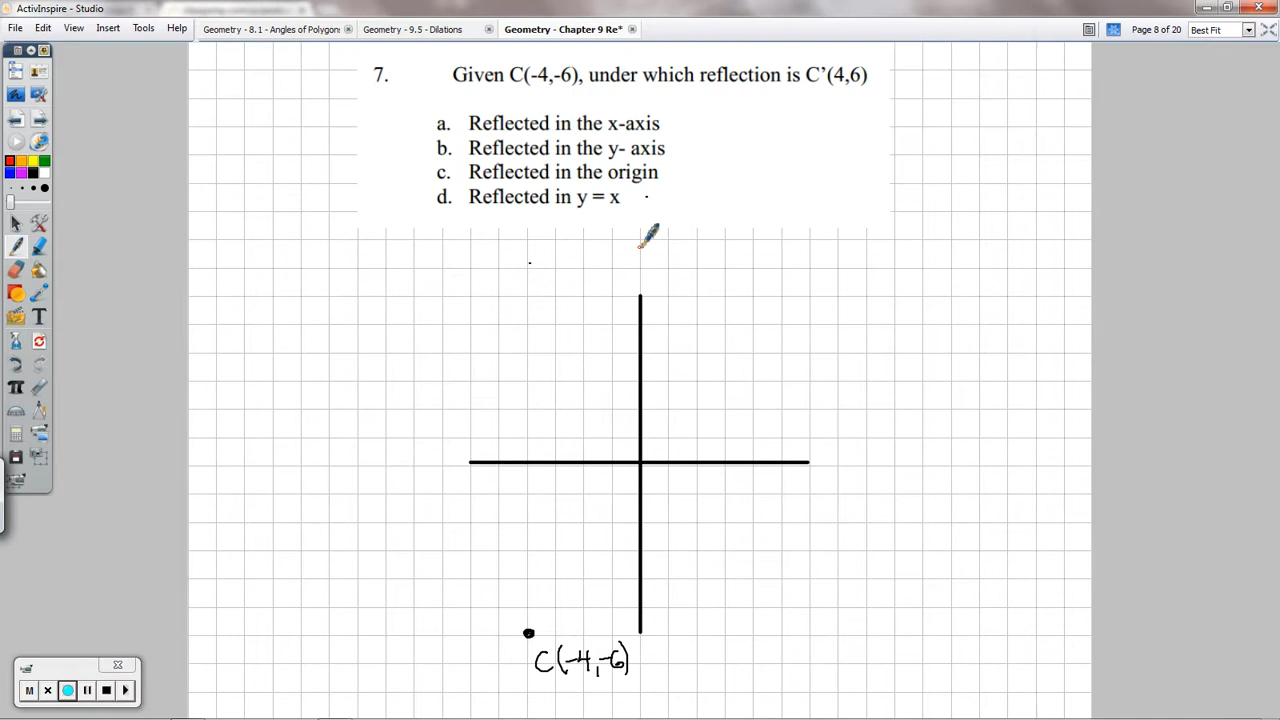 ActivInspire - Studio
File Edit View Insert Tools Help
Geometry - 8.1 - Angles of Polygon:
Geometry - 9.5 - Dilations
Geometry - Chapter 9 Re*
Page 8 of 20
Best Fit
7. Given C(-4,-6), under which reflection is C’(4,6)
a. Reflected in the x-axis
b. Reflected in the y- axis
c. Reflected in the origin
d. Reflected in y = x
C(-4,-6)
M